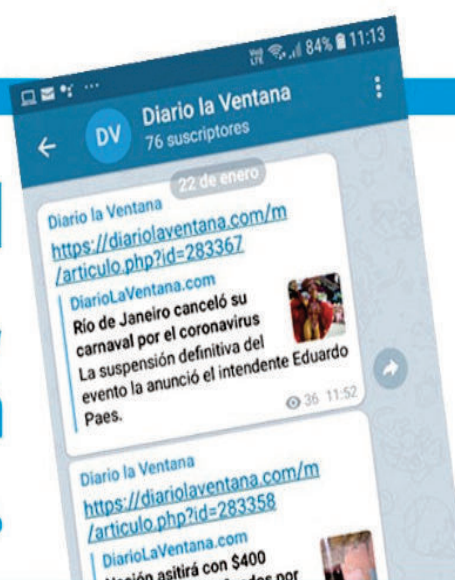 84% 11:13
Diario la Ventana
DV
76 suscriptores
22 de enero
Diario la Ventana
https://diariolaventana.com/m
/articulo.php?id=283367
DiarioLaVentana.com
Río de Janeiro canceló su
carnaval por el coronavirus
La suspensión definitiva del
evento la anunció el intendente Eduardo
Paes.
36 11:52
Diario la Ventana
https://diariolaventana.com/m
/articulo.php?id=283358
DiarioLaVentana.com
asitirá con $400
por